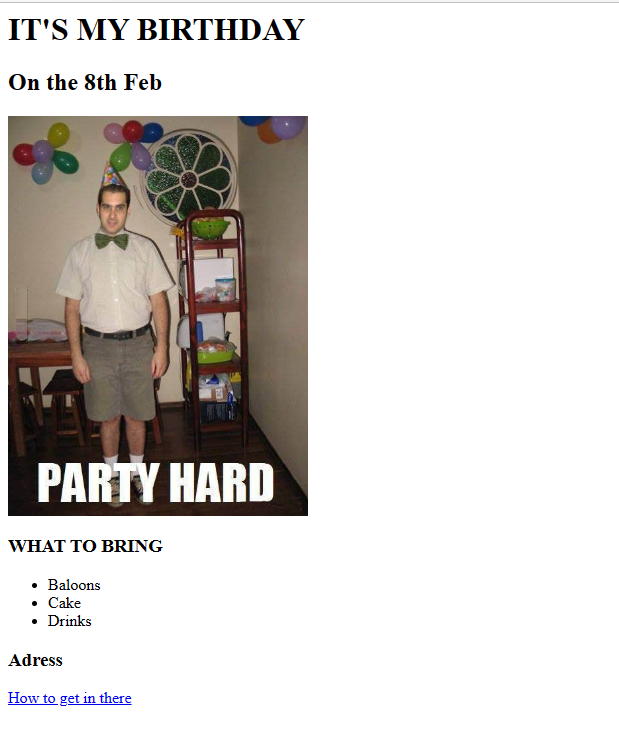 IT'S MY BIRTHDAY
On the 8th Feb
PARTY HARD
WHAT TO BRING
Baloons
Cake
Drinks
Adress
How to get in there